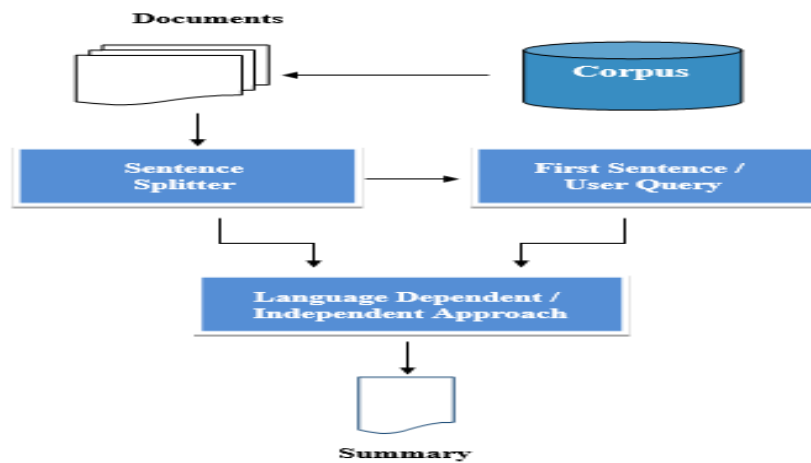 Documents
Corpus
Sentence
Splitter
First Sentence /
User Query
Language Dependent /
Independent Approach
Summary